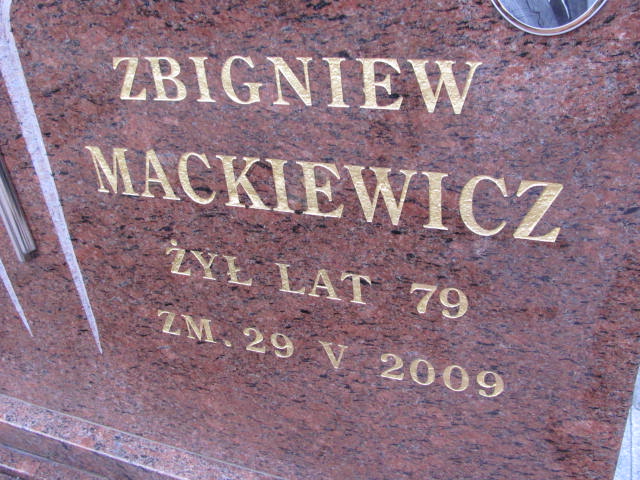 ZBIGNIEW
MACKIEWICZ
ŻYŁ LAT 79
ZM. 29 V 2009